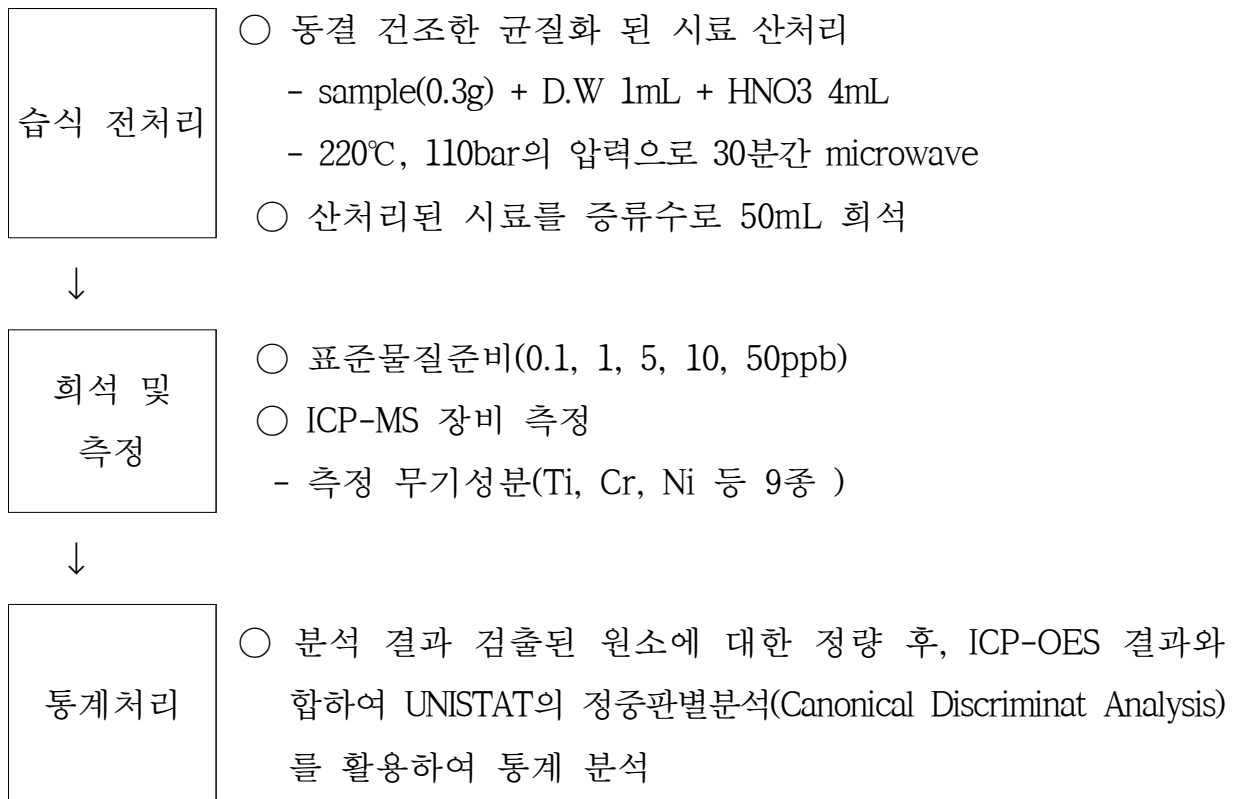 습식 전처리
○ 동결 건조한 균질화 된 시료 산처리
- sample(0.3g) + D.W 1mL + HNO3 4mL
- 220℃, 110bar의 압력으로 30분간 microwave
○ 산처리된 시료를 증류수로 50mL 희석
↓
희석 및
측정
○ 표준물질준비(0.1, 1, 5, 10, 50ppb)
○ ICP-MS 장비 측정
- 측정 무기성분(Ti, Cr, Ni 등 9종 )
↓
통계처리
○ 분석 결과 검출된 원소에 대한 정량 후, ICP-OES 결과와
합하여 UNISTAT의 정중판별분석(Canonical Discriminat Analysis)
를 활용하여 통계 분석